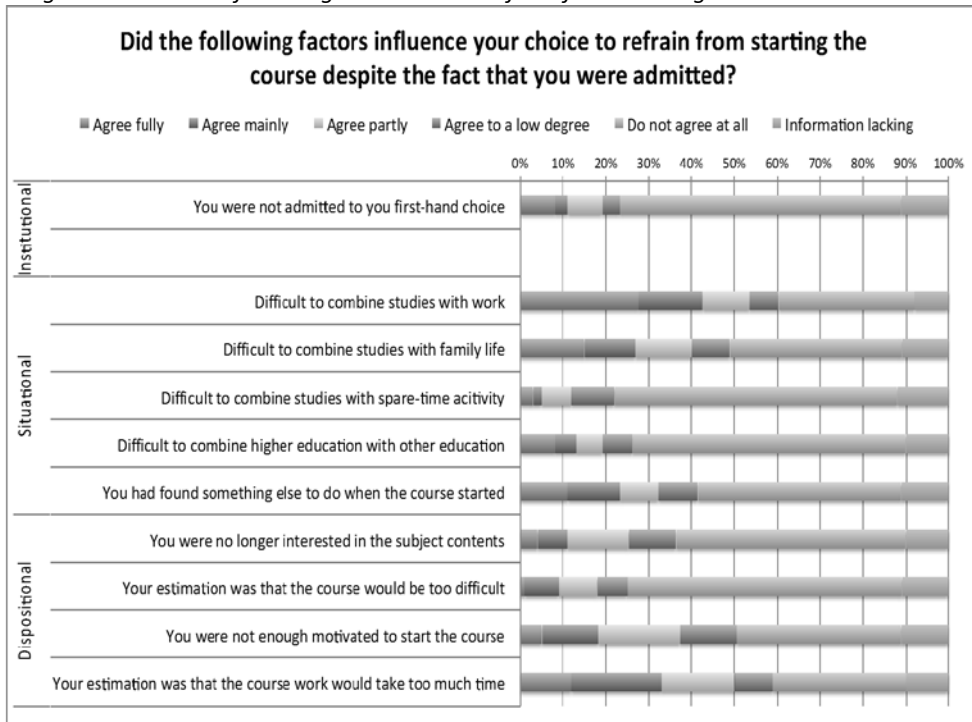 Did the following factors influence your choice to refrain from starting the
course despite the fact that you were admitted?
Agree fully Agree mainly Agree partly Agree to a low degree Do not agree at all Information lacking
0% 10% 20% 30% 40% 50% 60% 70% 80% 90% 100%
Institutional
You were not admitted to you first-hand choice
Situational
Difficult to combine studies with work
Difficult to combine studies with family life
Difficult to combine studies with spare-time acitivity
Difficult to combine higher education with other education
You had found something else to do when the course started
Dispositional
You were no longer interested in the subject contents
Your estimation was that the course would be too difficult
You were not enough motivated to start the course
Your estimation was that the course work would take too much time